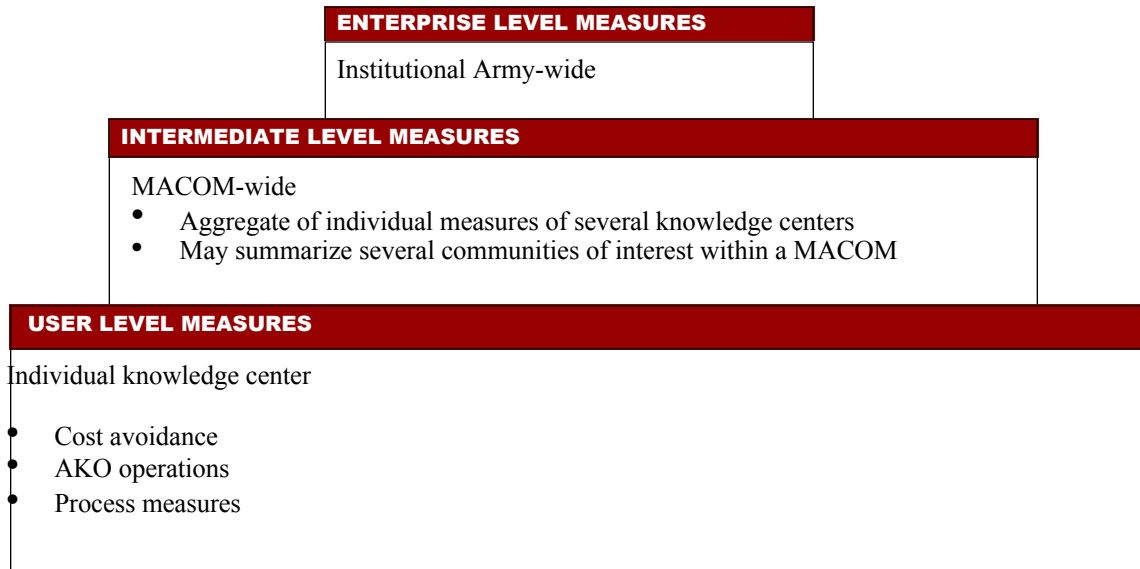 ENTERPRISE LEVEL MEASURES
Institutional Army-wide
INTERMEDIATE LEVEL MEASURES
MACOM-wide
• Aggregate of individual measures of several knowledge centers
• May summarize several communities of interest within a MACOM
USER LEVEL MEASURES
Individual knowledge center
• Cost avoidance
• AKO operations
• Process measures